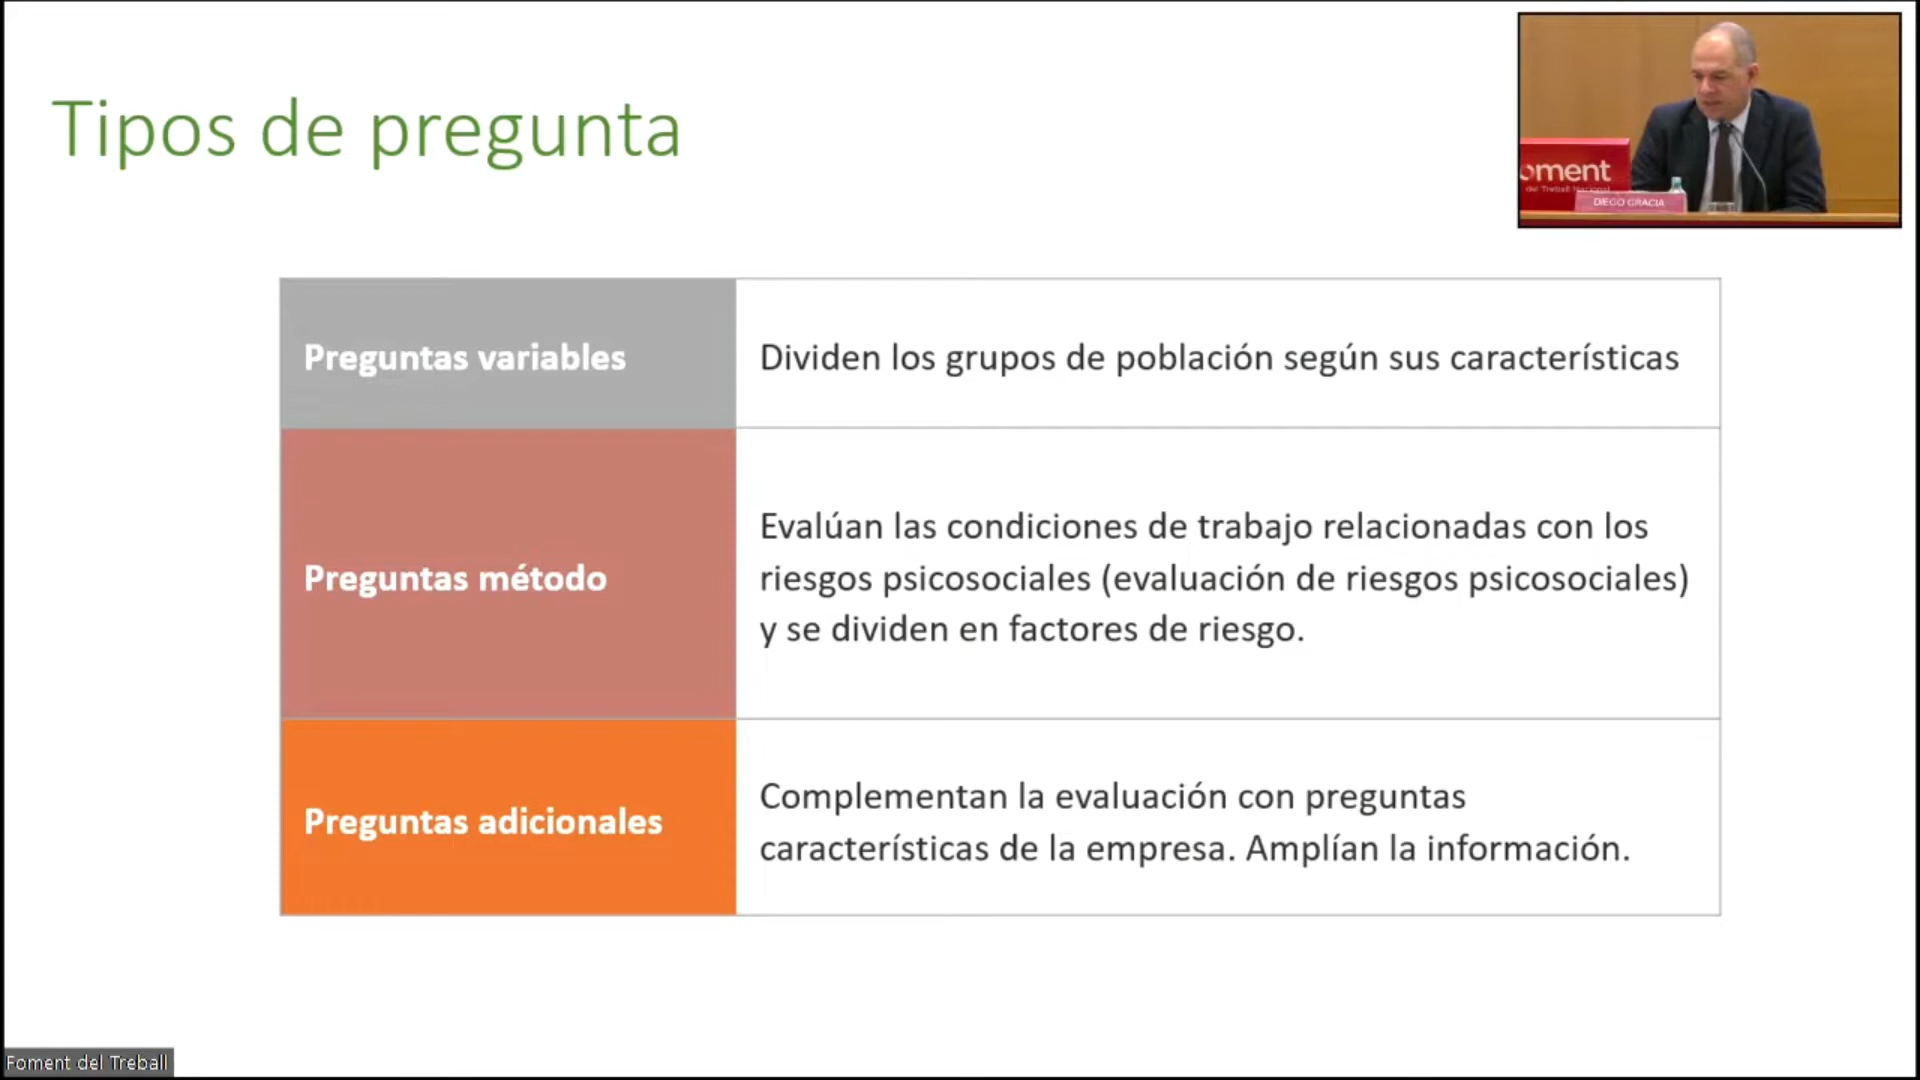 Tipos de pregunta
oment
del Treball Nacional
DIEGO GRACIA
Preguntas variables
Dividen los grupos de población según sus características
Preguntas método
Evalúan las condiciones de trabajo relacionadas con los
riesgos psicosociales (evaluación de riesgos psicosociales)
y se dividen en factores de riesgo.
Preguntas adicionales
Complementan la evaluación con preguntas
características de la empresa. Amplían la información.
Foment del Treball